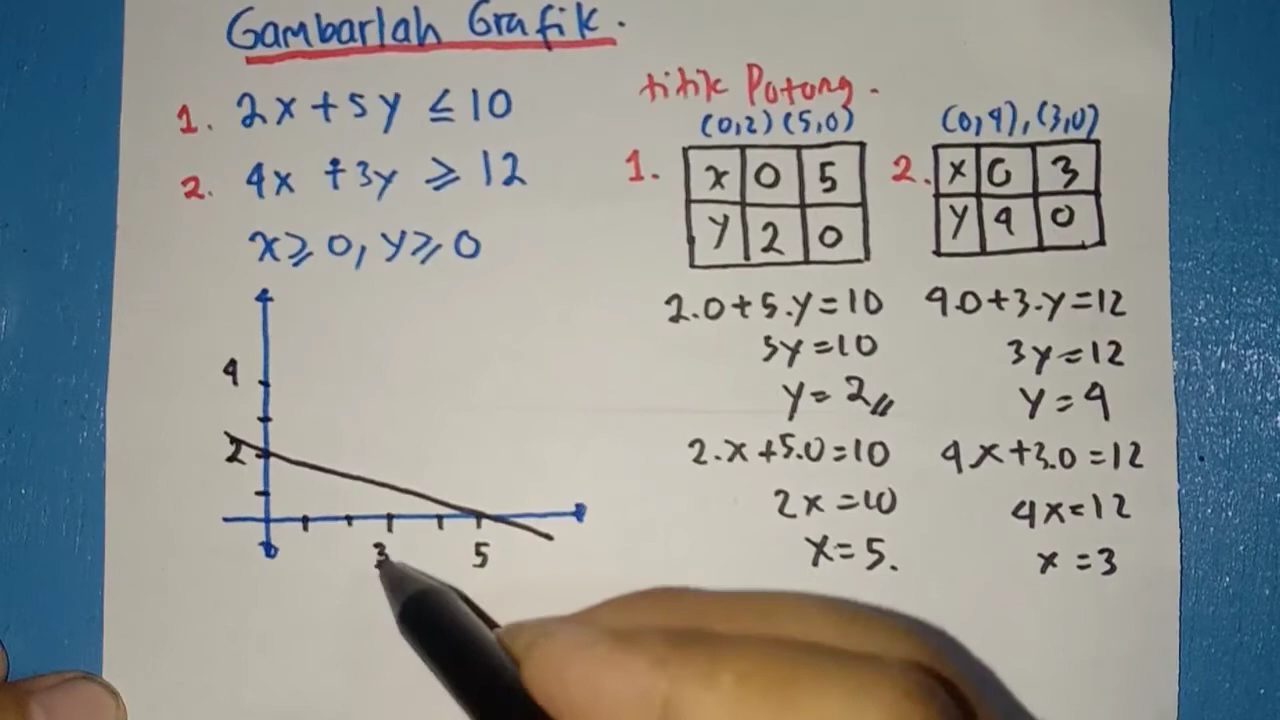 Gambarlah Grafik.
1. 2x + 5y ≤ 10
2. 4x + 3y ≥ 12
x ≥ 0, y ≥ 0
titik Potong.
(0,2) (5,0)
1.
x 0 5
y 2 0
2.0 + 5.y = 10
5y = 10
y = 2
2.x + 5.0 = 10
2x = 10
x = 5.
(0,4), (3,0)
2.
x 0 3
y 4 0
4.0 + 3.y = 12
3y = 12
y = 4
4x + 3.0 = 12
4x = 12
x = 3
4
2
3 5